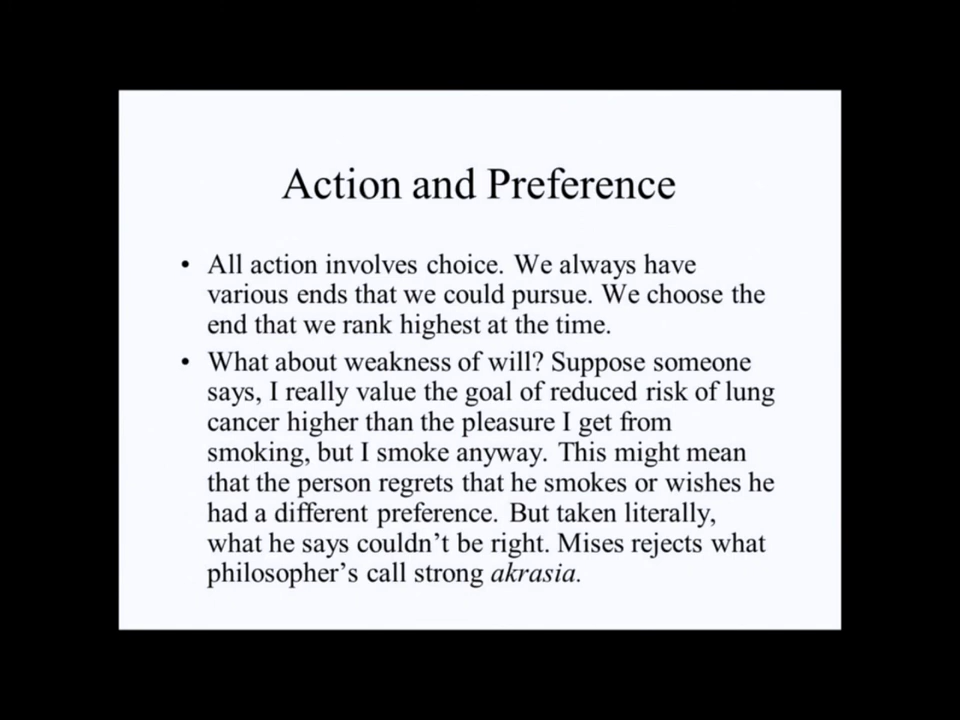 Action and Preference
• All action involves choice. We always have
various ends that we could pursue. We choose the
end that we rank highest at the time.
• What about weakness of will? Suppose someone
says, I really value the goal of reduced risk of lung
cancer higher than the pleasure I get from
smoking, but I smoke anyway. This might mean
that the person regrets that he smokes or wishes he
had a different preference. But taken literally,
what he says couldn’t be right. Mises rejects what
philosopher’s call strong akrasia.